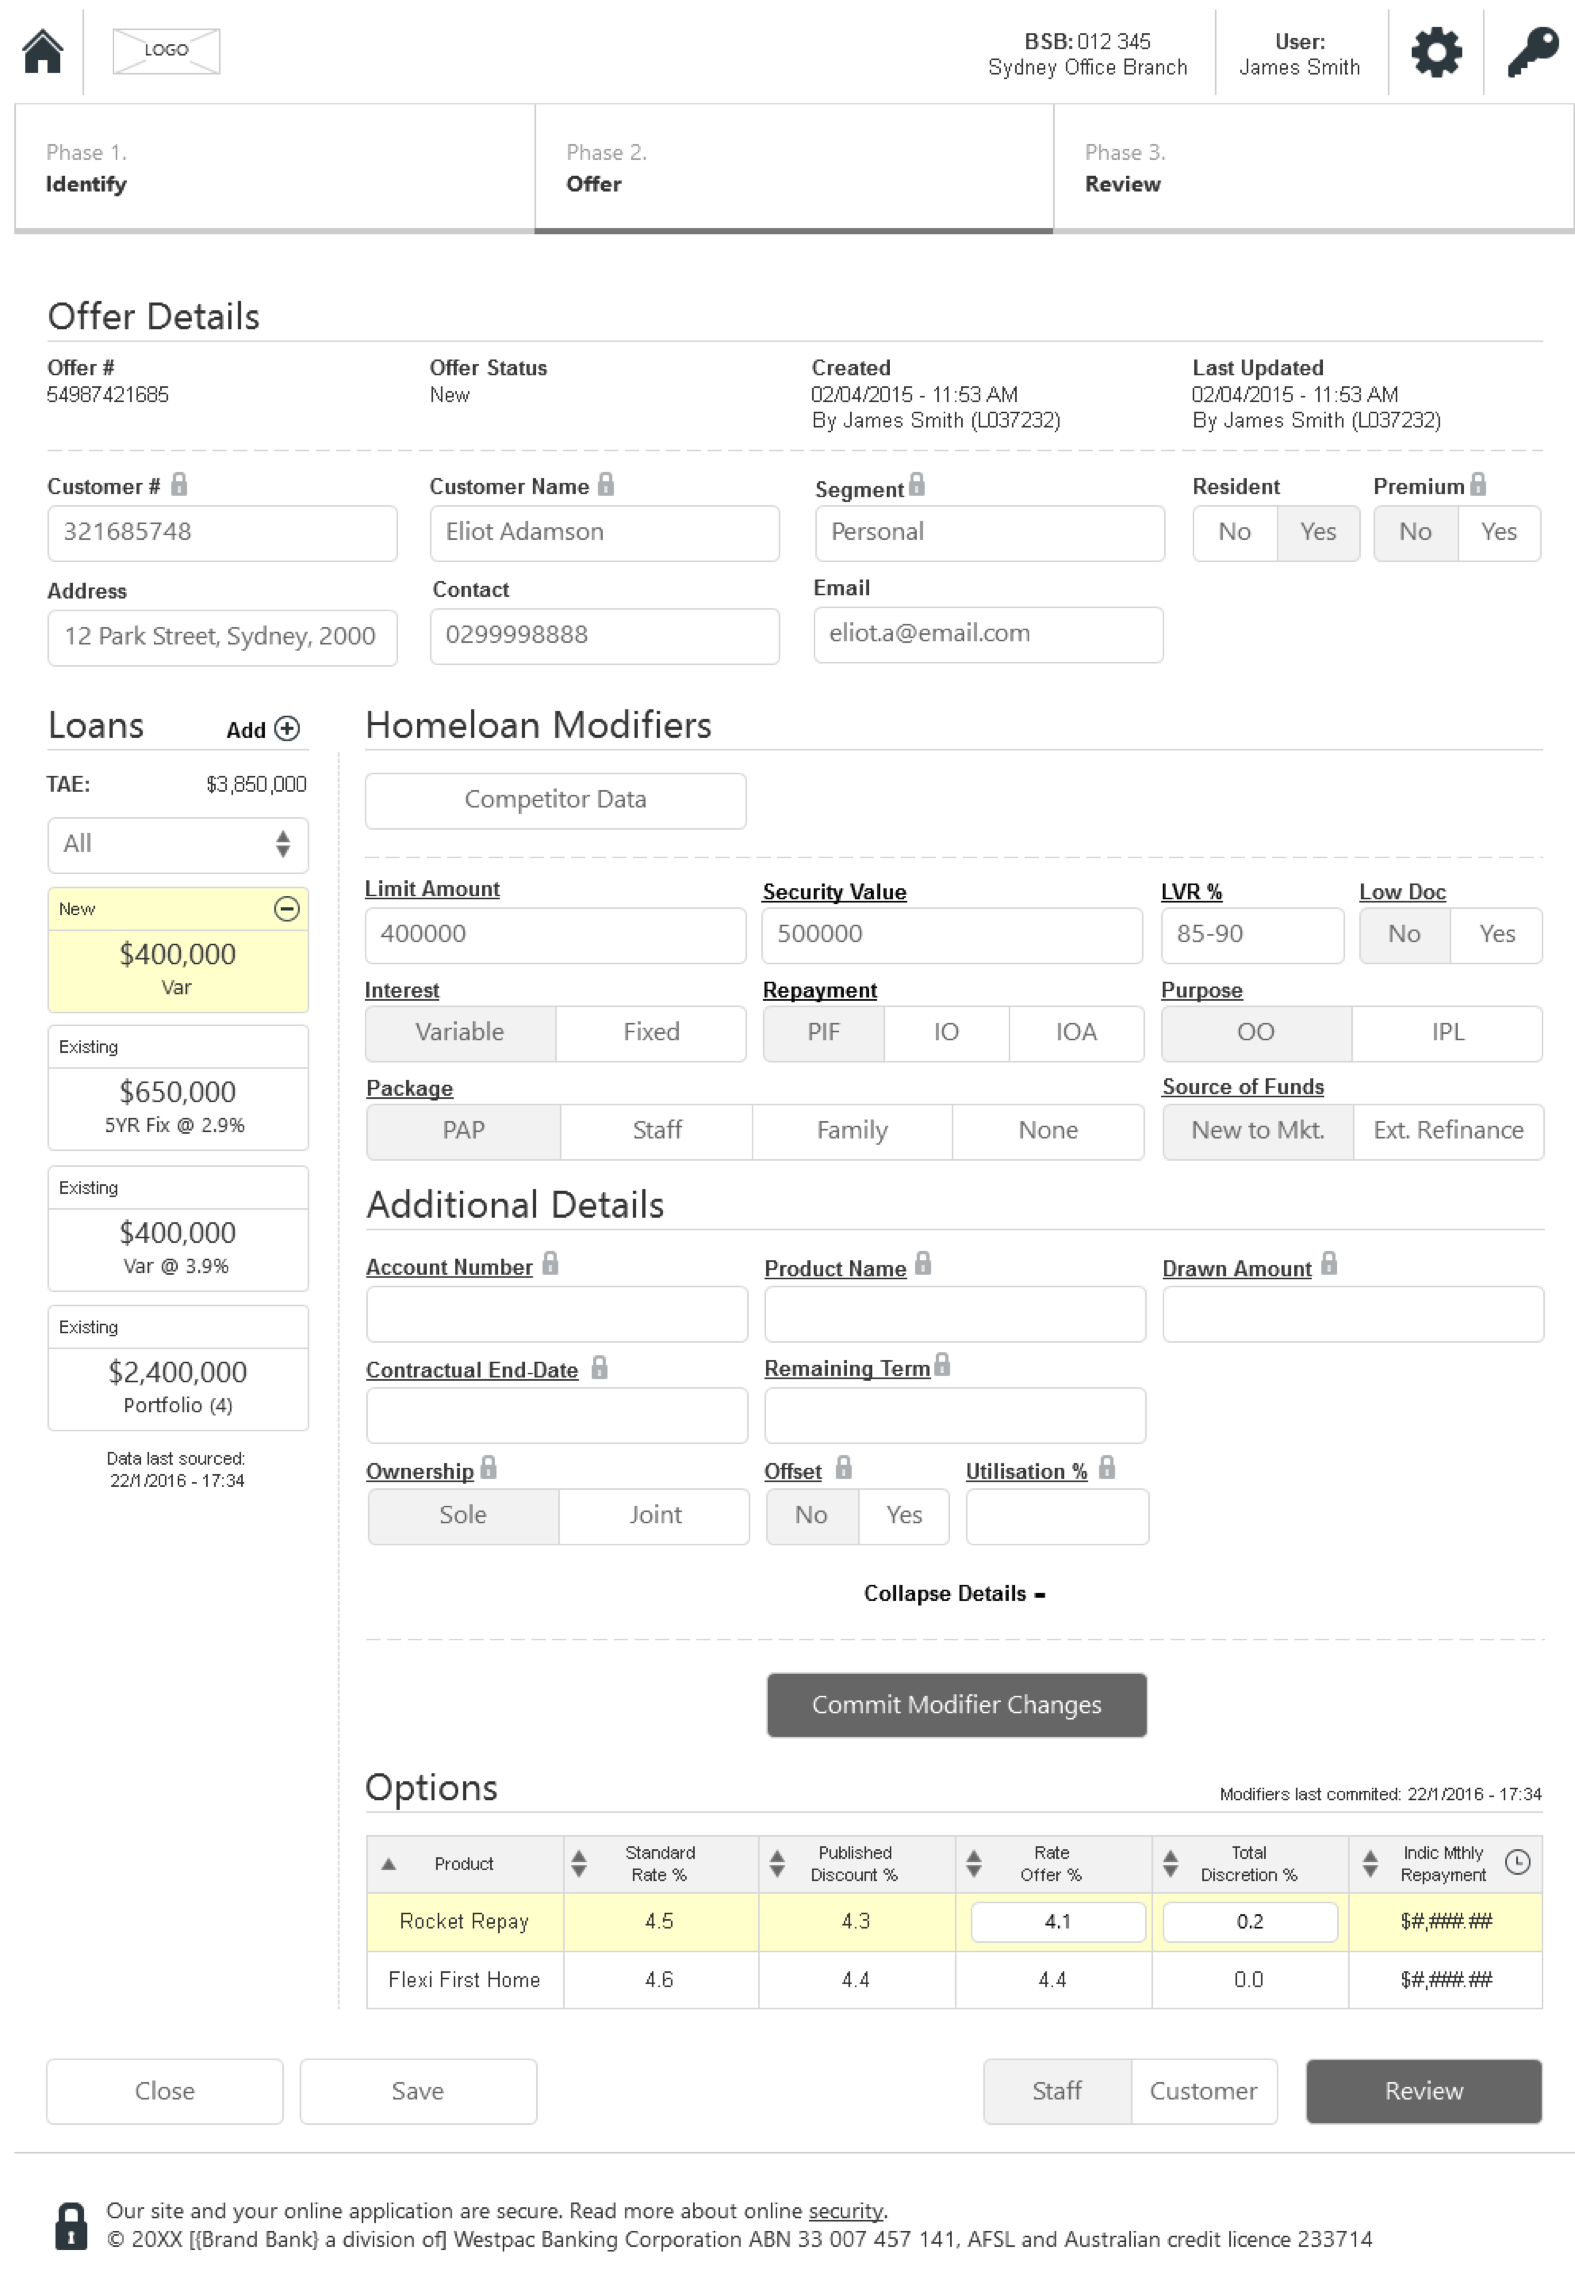 LOGO
BSB: 012 345
Sydney Office Branch
User:
James Smith
Phase 1.
Identify
Phase 2.
Offer
Phase 3.
Review
Offer Details
Offer #
54987421685
Offer Status
New
Created
02/04/2015 - 11:53 AM
By James Smith (L037232)
Last Updated
02/04/2015 - 11:53 AM
By James Smith (L037232)
Customer #
321685748
Customer Name
Eliot Adamson
Segment
Personal
Resident
No Yes
Premium
No Yes
Address
12 Park Street, Sydney, 2000
Contact
0299998888
Email
eliot.a@email.com
Loans
Add
TAE: $3,850,000
All
New
$400,000
Var
Existing
$650,000
5YR Fix @ 2.9%
Existing
$400,000
Var @ 3.9%
Existing
$2,400,000
Portfolio (4)
Data last sourced:
22/1/2016 - 17:34
Homeloan Modifiers
Competitor Data
Limit Amount
400000
Security Value
500000
LVR %
85-90
Low Doc
No Yes
Interest
Variable Fixed
Repayment
PIF IO IOA
Purpose
OO IPL
Package
PAP Staff Family None
Source of Funds
New to Mkt. Ext. Refinance
Additional Details
Account Number
Product Name
Drawn Amount
Contractual End-Date
Remaining Term
Ownership
Sole Joint
Offset
No Yes
Utilisation %
Collapse Details -
Commit Modifier Changes
Options
Modifiers last commited: 22/1/2016 - 17:34
Product
Standard
Rate %
Published
Discount %
Rate
Offer %
Total
Discretion %
Indic Mthly
Repayment
Rocket Repay 4.5 4.3 4.1 0.2 $#,###.##
Flexi First Home 4.6 4.4 4.4 0.0 $#,###.##
Close
Save
Staff Customer
Review
Our site and your online application are secure. Read more about online security.
© 20XX [{Brand Bank} a division of] Westpac Banking Corporation ABN 33 007 457 141, AFSL and Australian credit licence 233714